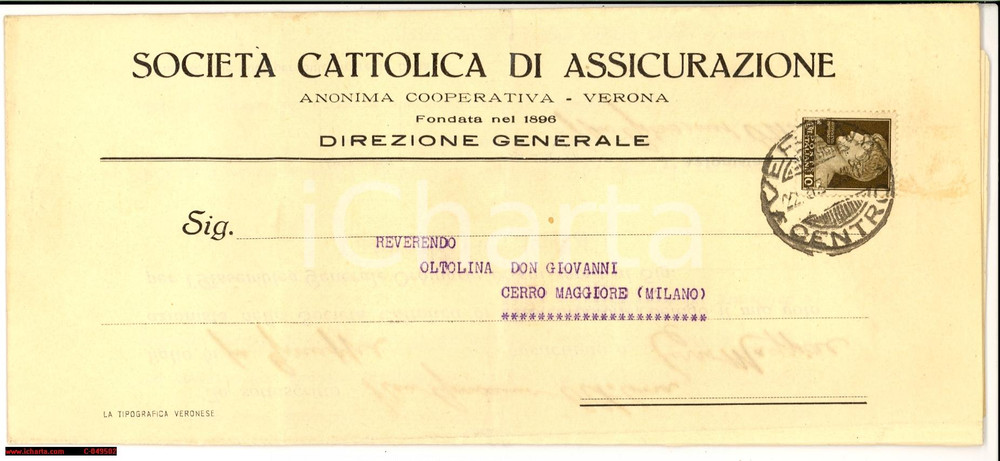 SOCIETÀ CATTOLICA DI ASSICURAZIONE
ANONIMA COOPERATIVA - VERONA
Fondata nel 1896
DIREZIONE GENERALE
CENTRO
Sig.
iCharta
REVERENDO
OLTOLINA DON GIOVANNI
CERRO MAGGIORE (MILANO)
**********************
LA TIPOGRAFICA VERONESE
www.icharta.com C-049502